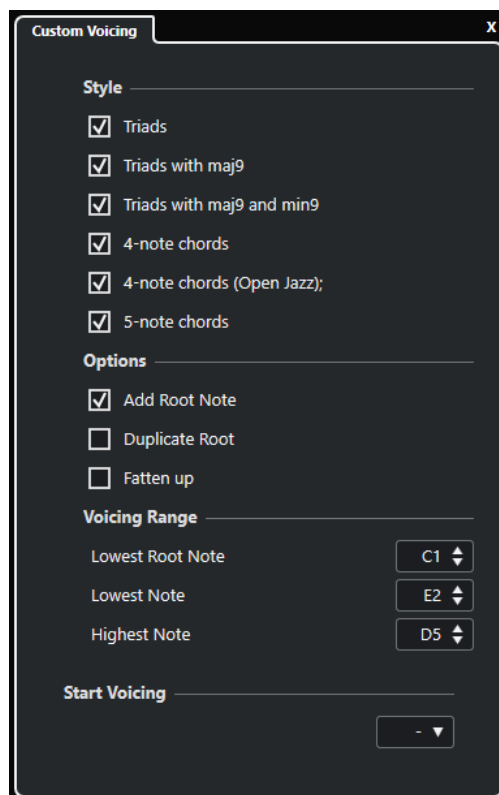 Custom Voicing X
Style
Triads
Triads with maj9
Triads with maj9 and min9
4-note chords
4-note chords (Open Jazz);
5-note chords
Options
Add Root Note
Duplicate Root
Fatten up
Voicing Range
Lowest Root Note C1
Lowest Note E2
Highest Note D5
Start Voicing
-